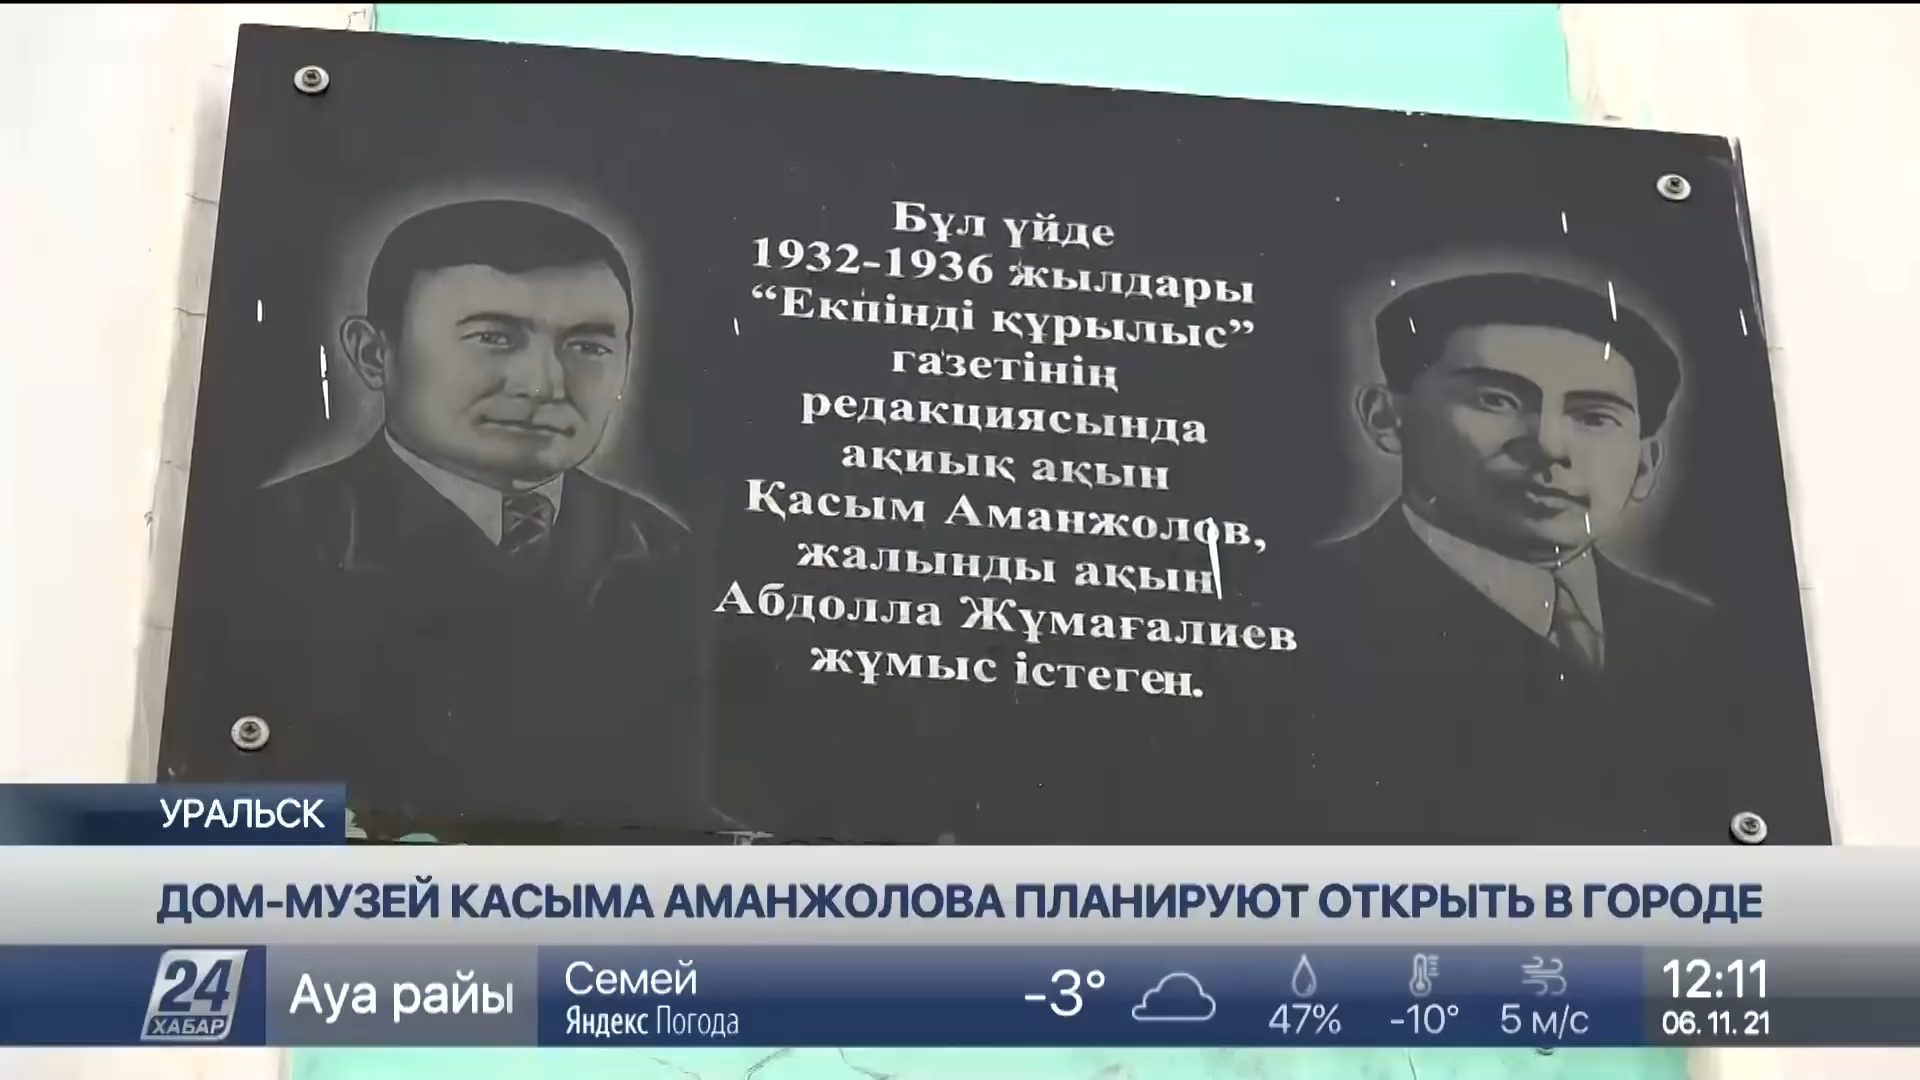 Бұл үйде
1932-1936 жылдары
“Екпінді құрылыс”
газетінің
редакциясында
ақиық ақын
Қасым Аманжолов,
жалынды ақын
Абдолла Жұмағалиев
жұмыс істеген.
УРАЛЬСК
ДОМ-МУЗЕЙ КАСЫМА АМАНЖОЛОВА ПЛАНИРУЮТ ОТКРЫТЬ В ГОРОДЕ
24 ХАБАР
Ауа райы
Семей
Яндекс Погода
-3°
47%
-10°
5 м/с
12:11
06.11.21